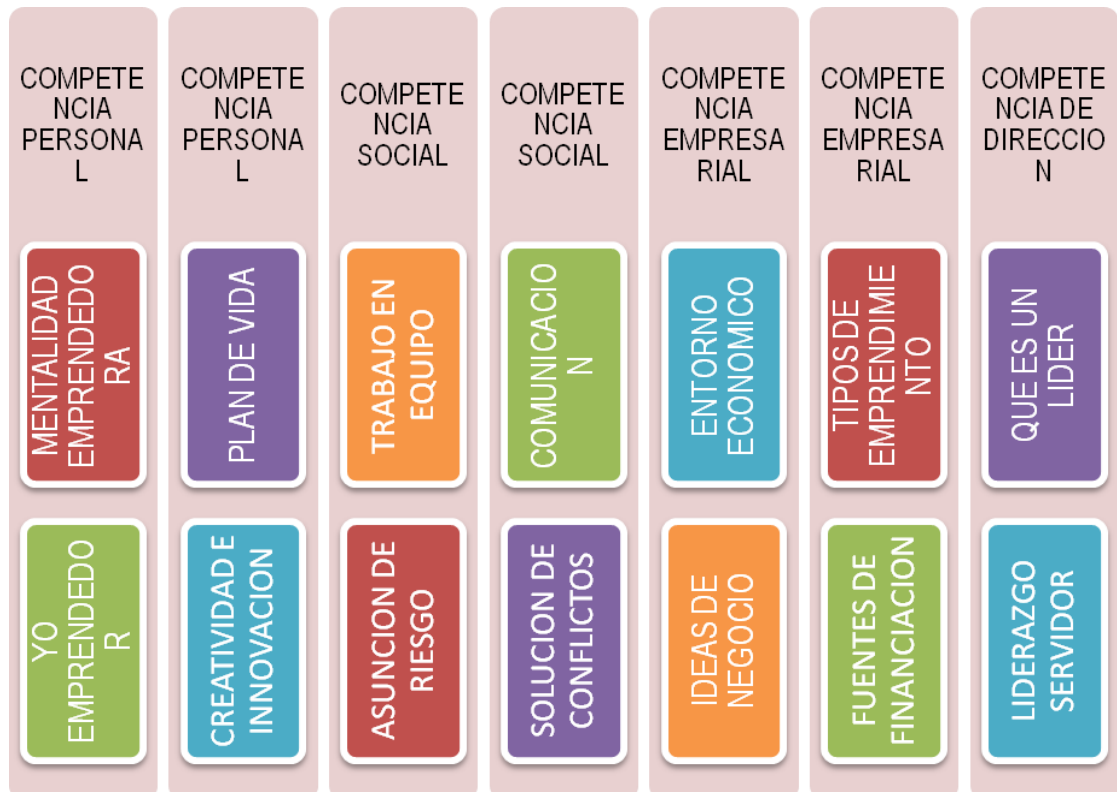 COMPETE
NCIA
PERSONA
L
MENTALIDAD
EMPRENDEDO
RA
YO
EMPRENDEDO
R
COMPETE
NCIA
PERSONA
L
PLAN DE VIDA
CREATIVIDAD E
INNOVACION
COMPETE
NCIA
SOCIAL
TRABAJO EN
EQUIPO
ASUNCION DE
RIESGO
COMPETE
NCIA
SOCIAL
COMUNICACIO
N
SOLUCION DE
CONFLICTOS
COMPETE
NCIA
EMPRESA
RIAL
ENTORNO
ECONOMICO
IDEAS DE
NEGOCIO
COMPETE
NCIA
EMPRESA
RIAL
TIPOS DE
EMPRENDIMIE
NTO
FUENTES DE
FINANCIACION
COMPETE
NCIA DE
DIRECCIO
N
QUE ES UN
LIDER
LIDERAZGO
SERVIDOR